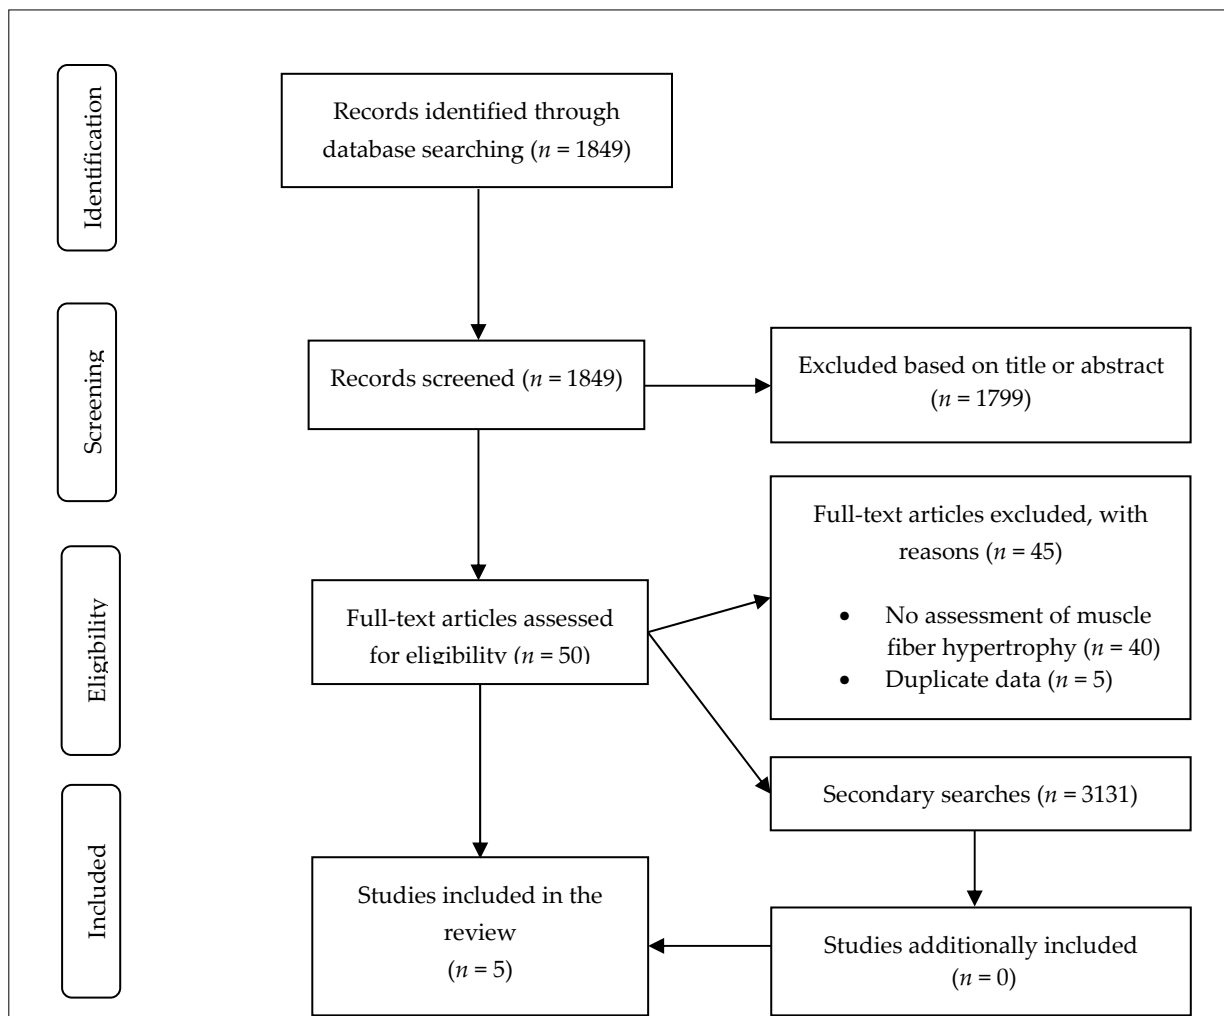 Identification
Records identified through
database searching (n = 1849)
Screening
Records screened (n = 1849)
Excluded based on title or abstract
(n = 1799)
Eligibility
Full-text articles assessed
for eligibility (n = 50)
Full-text articles excluded, with
reasons (n = 45)
• No assessment of muscle
fiber hypertrophy (n = 40)
• Duplicate data (n = 5)
Secondary searches (n = 3131)
Included
Studies included in the
review
(n = 5)
Studies additionally included
(n = 0)